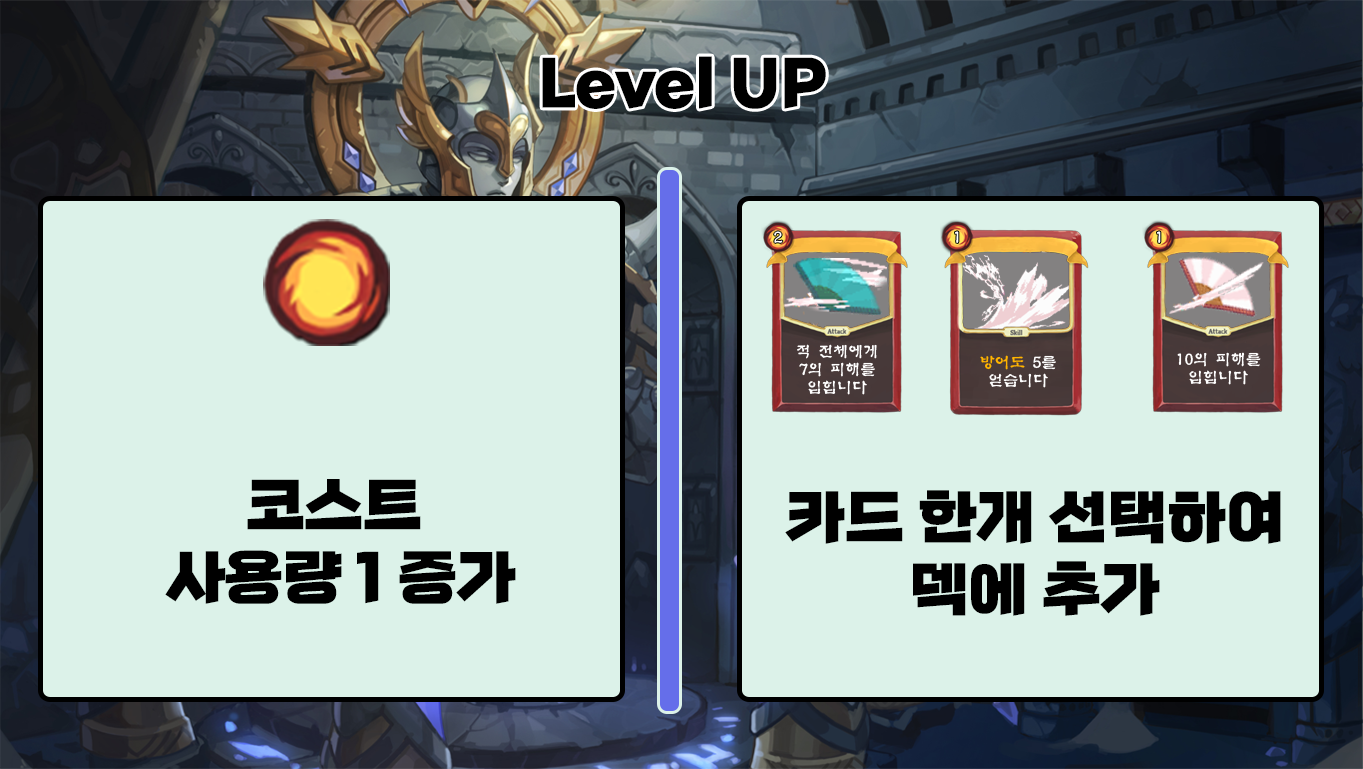 Level UP
코스트
사용량 1 증가
2
Attack
적 전체에게
7의 피해를
입힙니다
1
Skill
방어도 5를
얻습니다
1
Attack
10의 피해를
입힙니다
카드 한개 선택하여
덱에 추가